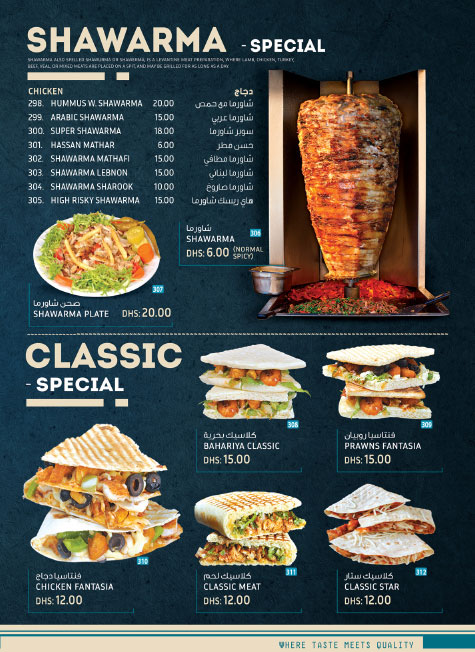 SHAWARMA - SPECIAL
SHAWARMA ALSO SPELLED SHAWURMA OR SHAWARMA, IS A LEVANTINE MEAT PREPARATION, WHERE LAMB, CHICKEN, TURKEY,
BEEF, VEAL, OR MIXED MEATS ARE PLACED ON A SPIT, AND MAY BE GRILLED FOR AS LONG AS A DAY
CHICKEN دجاج
298. HUMMUS W. SHAWARMA 20.00 شاورما مع حمص
299. ARABIC SHAWARMA 15.00 شاورما عربي
300. SUPER SHAWARMA 18.00 سوبر شاورما
301. HASSAN MATHAR 6.00 حسن مطر
302. SHAWARMA MATHAFI 15.00 شاورما مطافي
303. SHAWARMA LEBNON 15.00 شاورما لبناني
304. SHAWARMA SHAROOK 10.00 شاورما صاروخ
305. HIGH RISKY SHAWARMA 15.00 هاي ريسك شاورما
شاورما 306
SHAWARMA
DHS: 6.00 (NORMAL
SPICY)
307
صحن شاورما
SHAWARMA PLATE DHS: 20.00
CLASSIC
- SPECIAL
308
كلاسيك بحرية
BAHARIYA CLASSIC
DHS: 15.00
309
فنتاسيا روبيان
PRAWNS FANTASIA
DHS: 15.00
310
فنتاسيا دجاج
CHICKEN FANTASIA
DHS: 12.00
311
كلاسيك لحم
CLASSIC MEAT
DHS: 12.00
312
كلاسيك ستار
CLASSIC STAR
DHS: 12.00
WHERE TASTE MEETS QUALITY